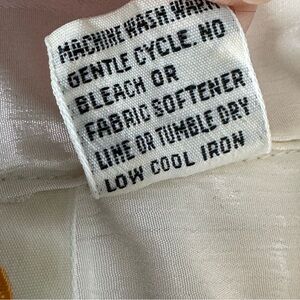 MACHINE WASH. WARM
GENTLE CYCLE. NO
BLEACH OR
FABRIC SOFTENER
LINE OR TUMBLE DRY
LOW COOL IRON